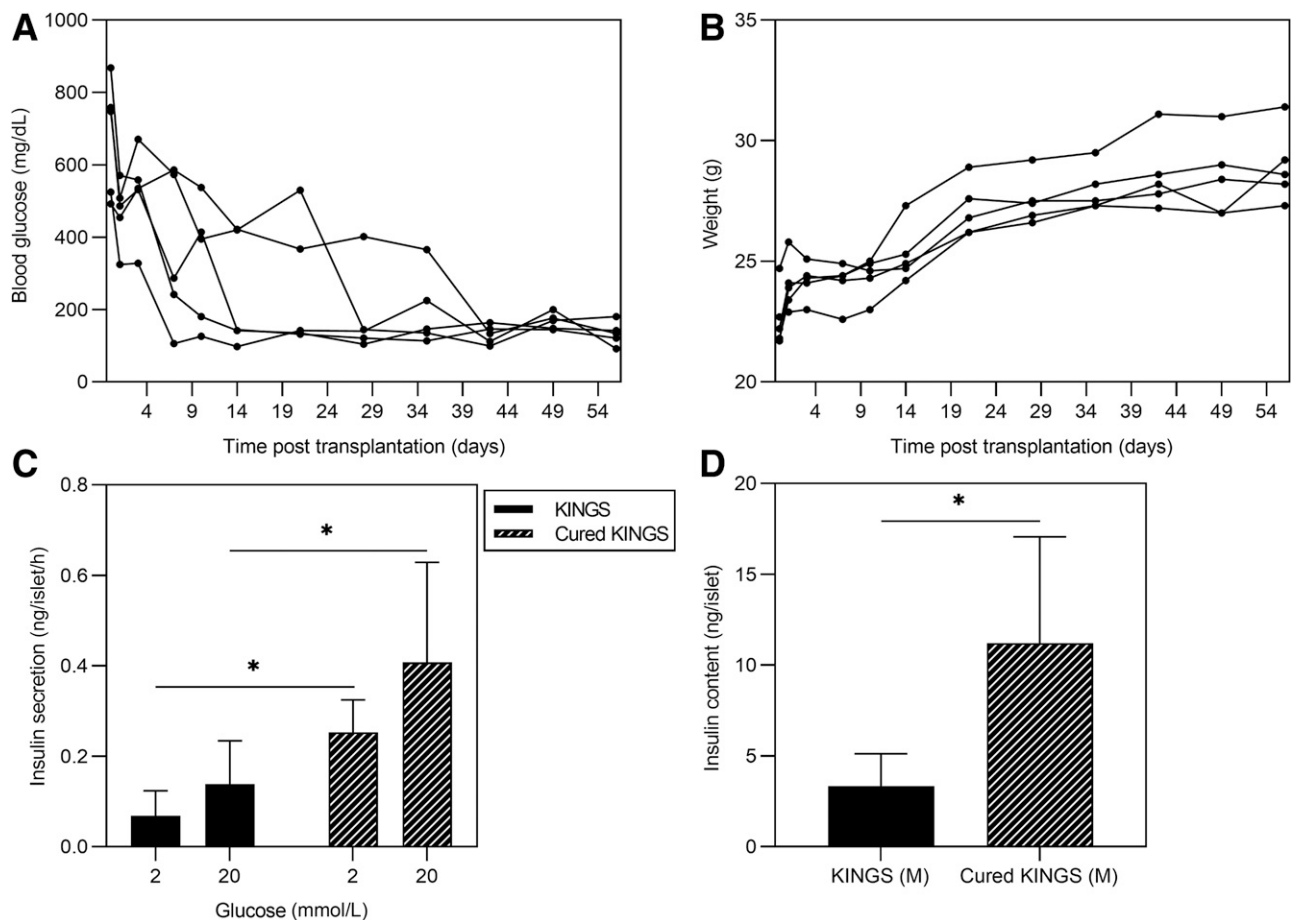 A
Blood glucose (mg/dL)
1000
800
600
400
200
0
4 9 14 19 24 29 34 39 44 49 54
Time post transplantation (days)
B
Weight (g)
35
30
25
20
4 9 14 19 24 29 34 39 44 49 54
Time post transplantation (days)
C
Insulin secretion (ng/islet/h)
0.8
0.6
0.4
0.2
0.0
*
*
2 20 2 20
Glucose (mmol/L)
KINGS
Cured KINGS
D
Insulin content (ng/islet)
20
15
10
5
0
*
KINGS (M) Cured KINGS (M)